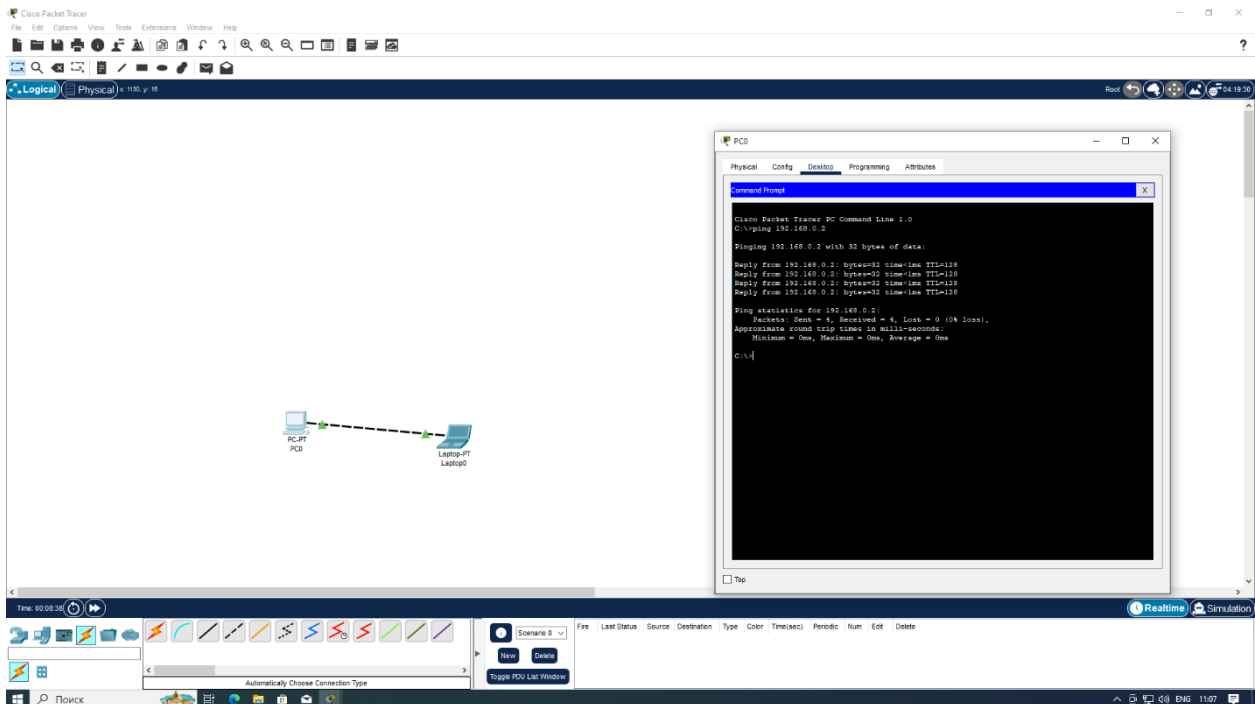 Cisco Packet Tracer
File Edit Options View Tools Extensions Window Help
?
Logical Physical x: 1130, y: 16
Root 04:19:30
PC0
Physical Config Desktop Programming Attributes
Command Prompt X
Cisco Packet Tracer PC Command Line 1.0
C:\>ping 192.168.0.2
Pinging 192.168.0.2 with 32 bytes of data:
Reply from 192.168.0.2: bytes=32 time<1ms TTL=128
Reply from 192.168.0.2: bytes=32 time<1ms TTL=128
Reply from 192.168.0.2: bytes=32 time<1ms TTL=128
Reply from 192.168.0.2: bytes=32 time<1ms TTL=128
Ping statistics for 192.168.0.2:
Packets: Sent = 4, Received = 4, Lost = 0 (0% loss),
Approximate round trip times in milli-seconds:
Minimum = 0ms, Maximum = 0ms, Average = 0ms
C:\>
PC-PT
PC0
Laptop-PT
Laptop0
Top
Time: 00:08:38
Realtime Simulation
Scenario 0
New Delete
Toggle PDU List Window
Fire Last Status Source Destination Type Color Time(sec) Periodic Num Edit Delete
Automatically Choose Connection Type
Поиск
ENG 11:07